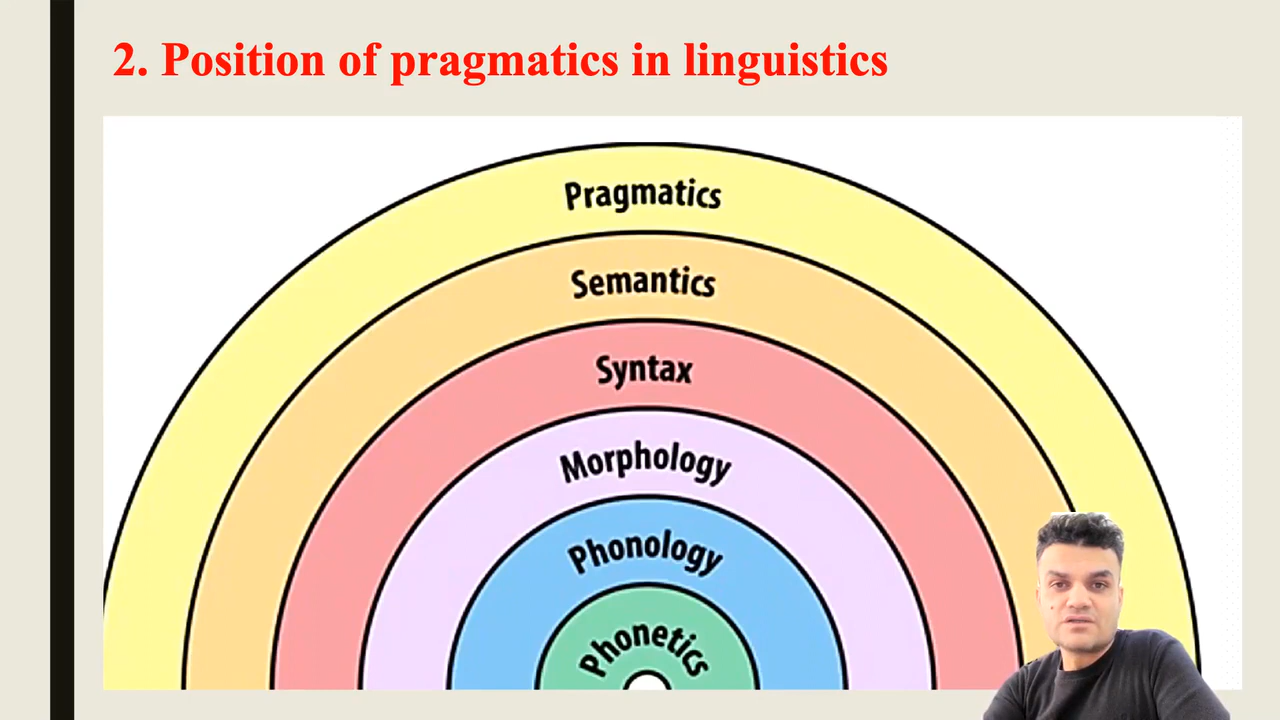 2. Position of pragmatics in linguistics
Pragmatics
Semantics
Syntax
Morphology
Phonology
Phonetics